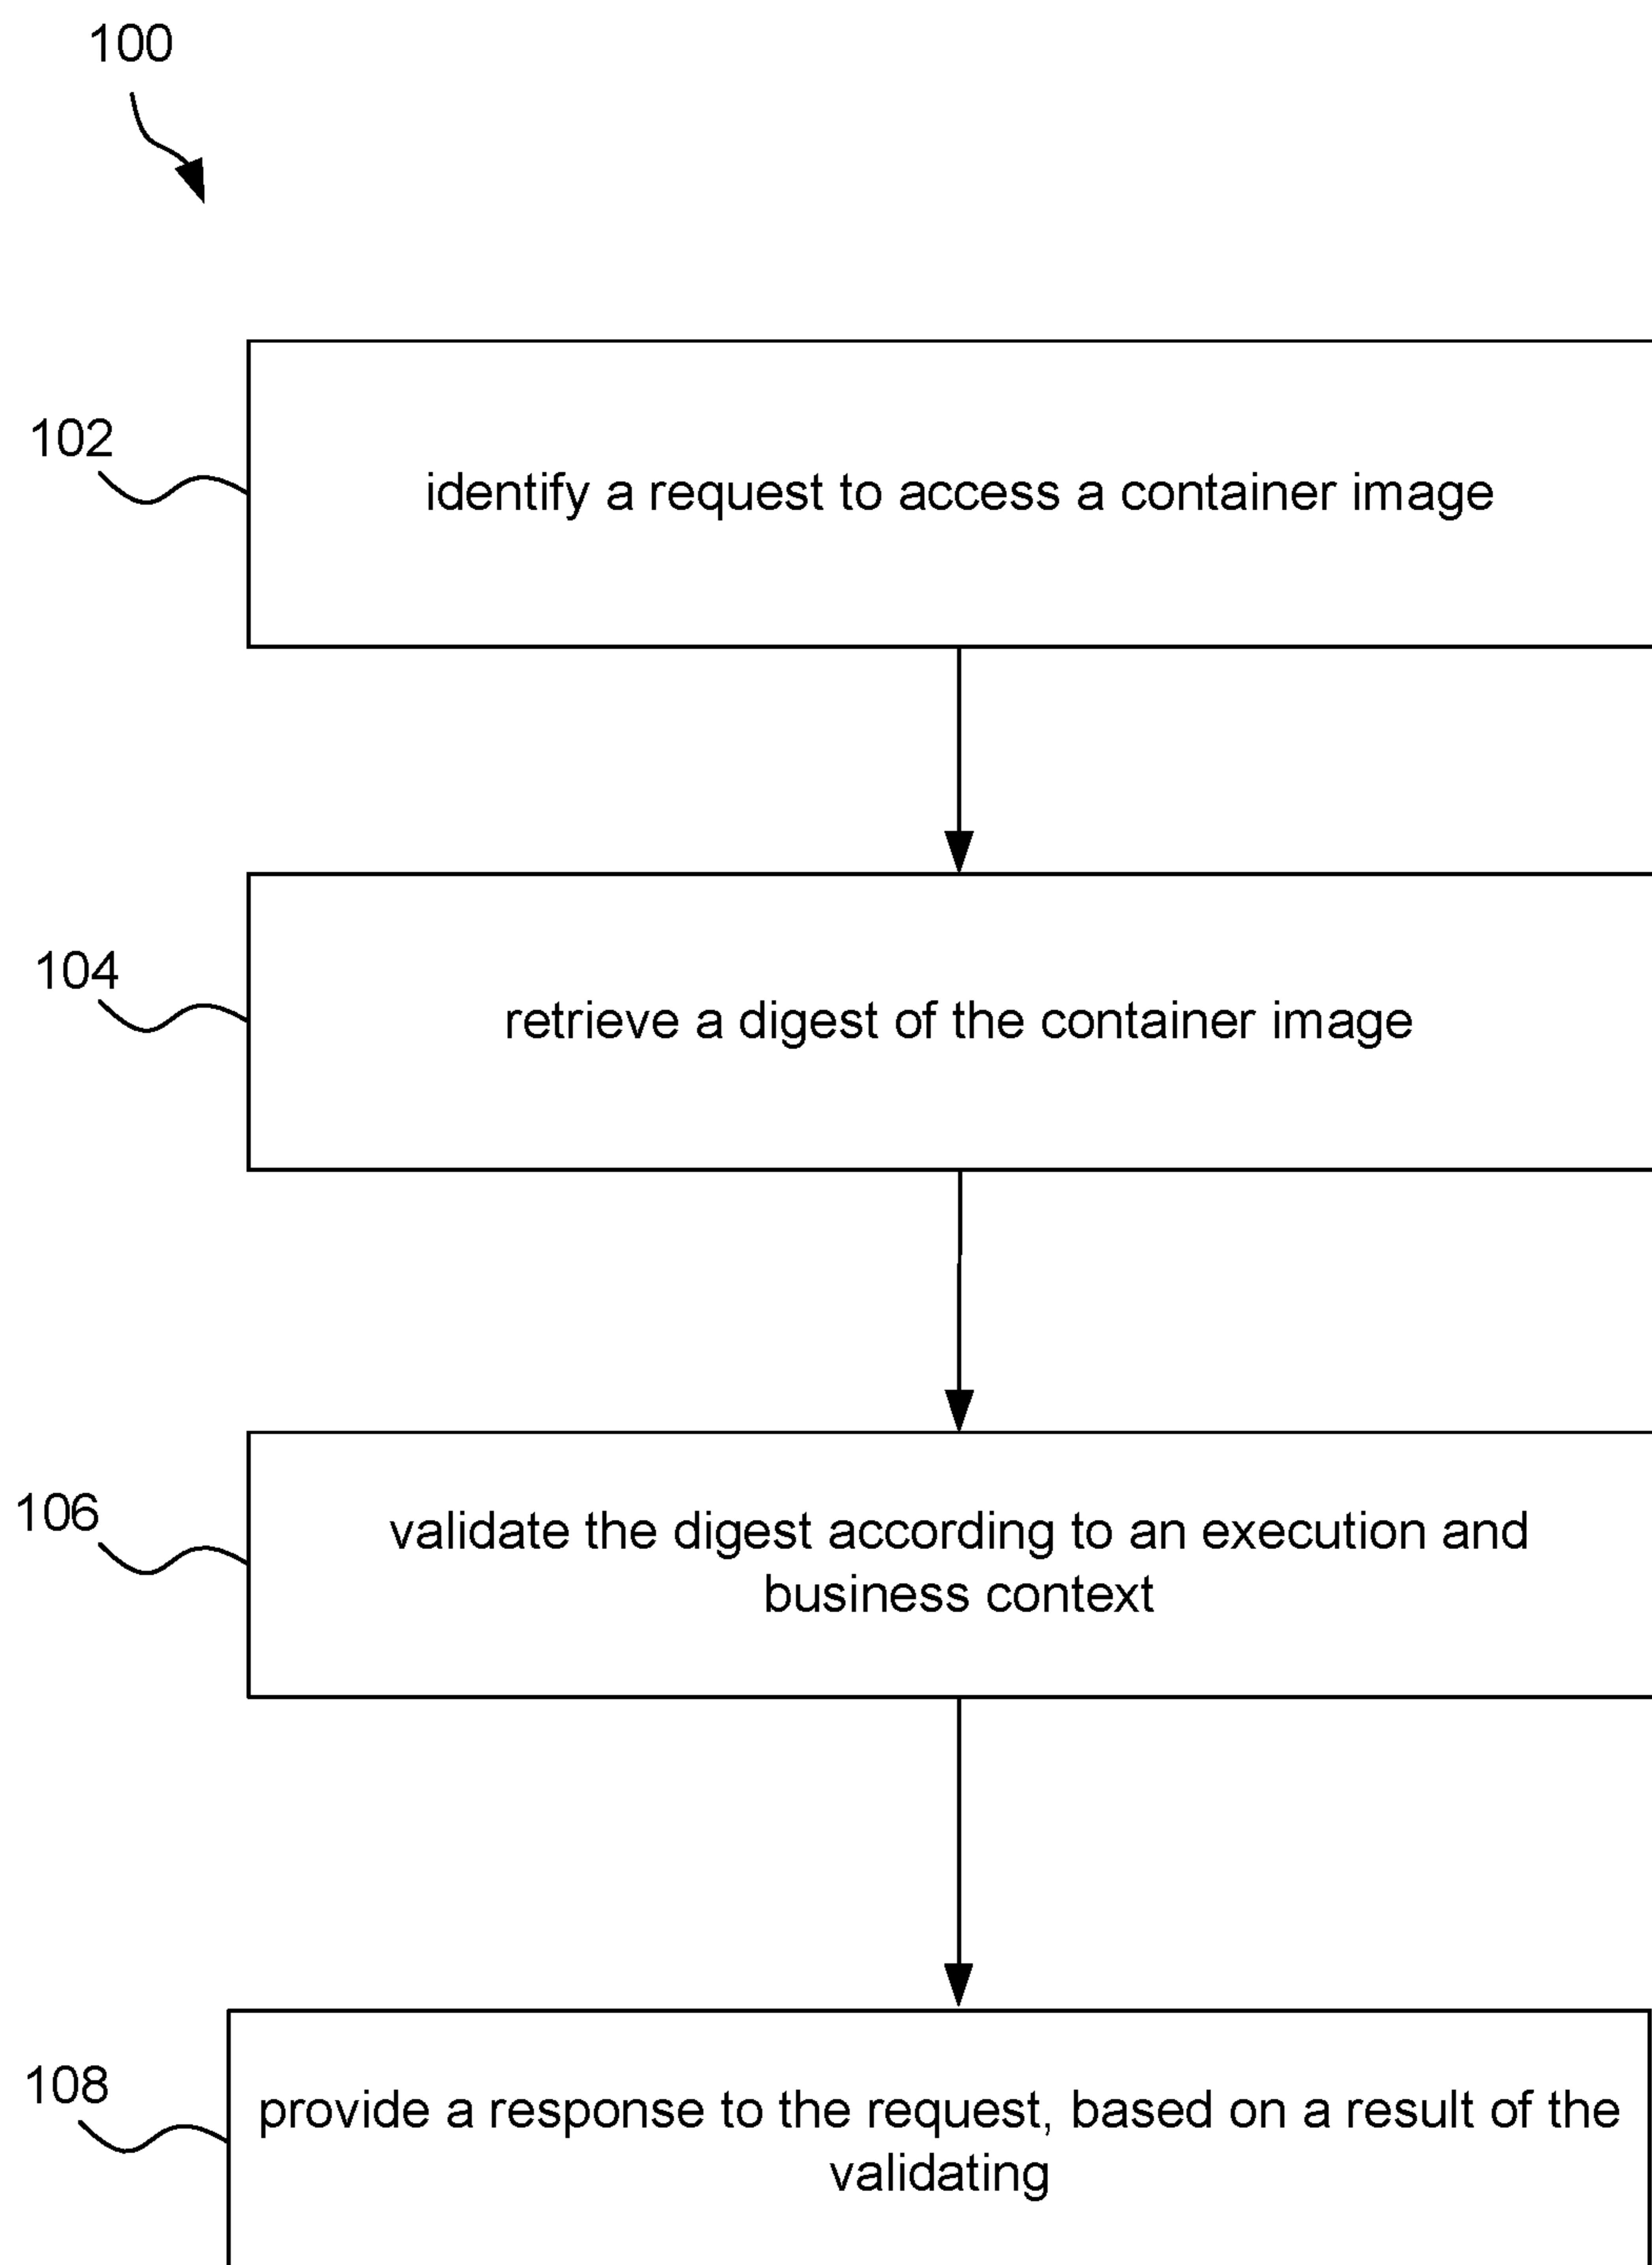 100
102
identify a request to access a container image
104
retrieve a digest of the container image
106
validate the digest according to an execution and
business context
108
provide a response to the request, based on a result of the
validating